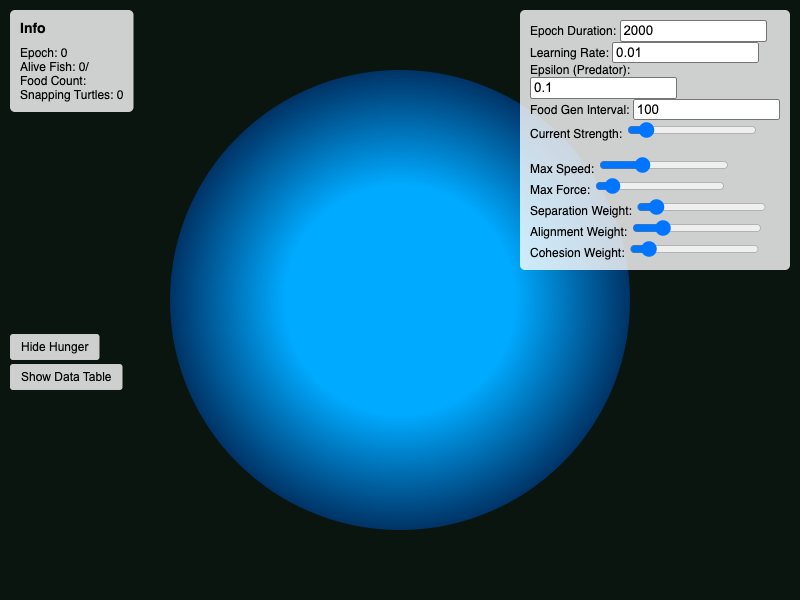 Info
Epoch: 0
Alive Fish: 0/
Food Count:
Snapping Turtles: 0
Epoch Duration: 2000
Learning Rate: 0.01
Epsilon (Predator):
0.1
Food Gen Interval: 100
Current Strength:
Max Speed:
Max Force:
Separation Weight:
Alignment Weight:
Cohesion Weight:
Hide Hunger
Show Data Table